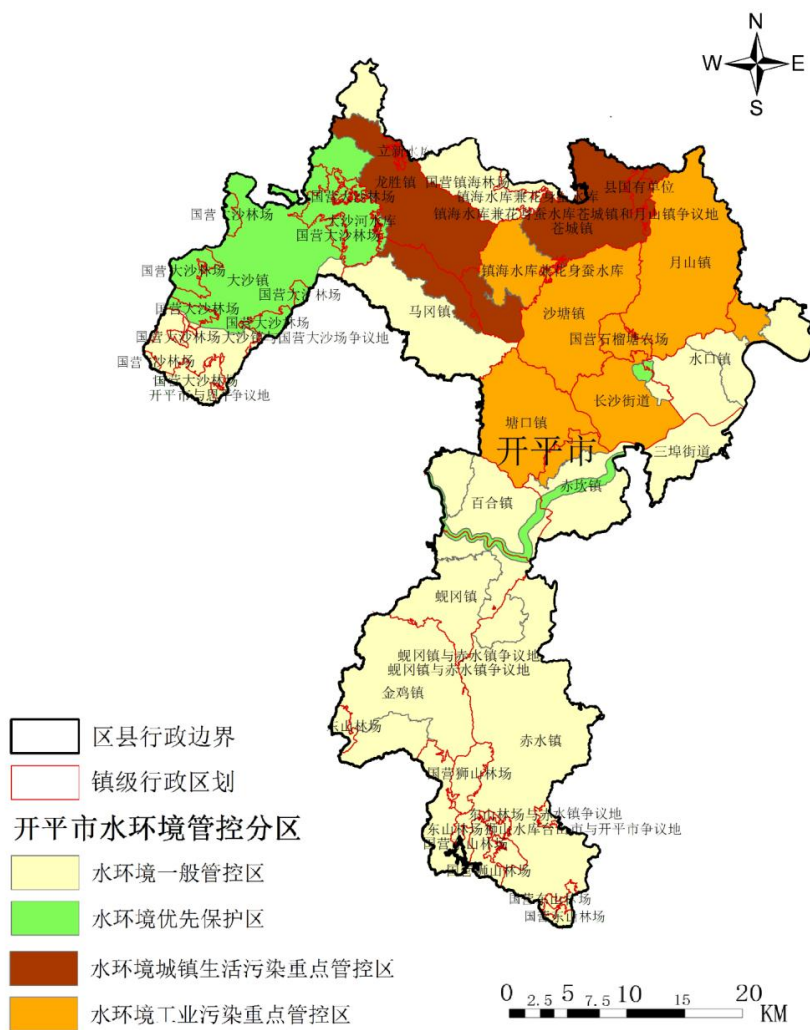 N
W
E
S
立新水库
龙胜镇
国营镇海林场
县国有单位
国营大沙林场
镇海水库兼花身蚕水库
国营大沙林场
大沙河水库
镇海水库兼花身蚕水库苍城镇和月山镇争议地
国营大沙林场
苍城镇
月山镇
国营大沙林场
镇海水库兼花身蚕水库
大沙镇
国营大沙林场
国营大沙林场
马冈镇
沙塘镇
国营大沙林场
国营大沙林场
国营石榴塘农场
水口镇
长沙街道
国营大沙林场
塘口镇
开平市
三埠街道
百合镇
赤坎镇
蚬冈镇
蚬冈镇与赤水镇争议地
蚬冈镇与赤水镇争议地
金鸡镇
赤水镇
国营狮山林场
东山林场与赤水镇争议地
国营狮山林场
国营东山林场
国营东山林场
区县行政边界
镇级行政区划
开平市水环境管控分区
水环境一般管控区
水环境优先保护区
水环境城镇生活污染重点管控区
水环境工业污染重点管控区
0
2.5
5
7.5
10
15
20
KM